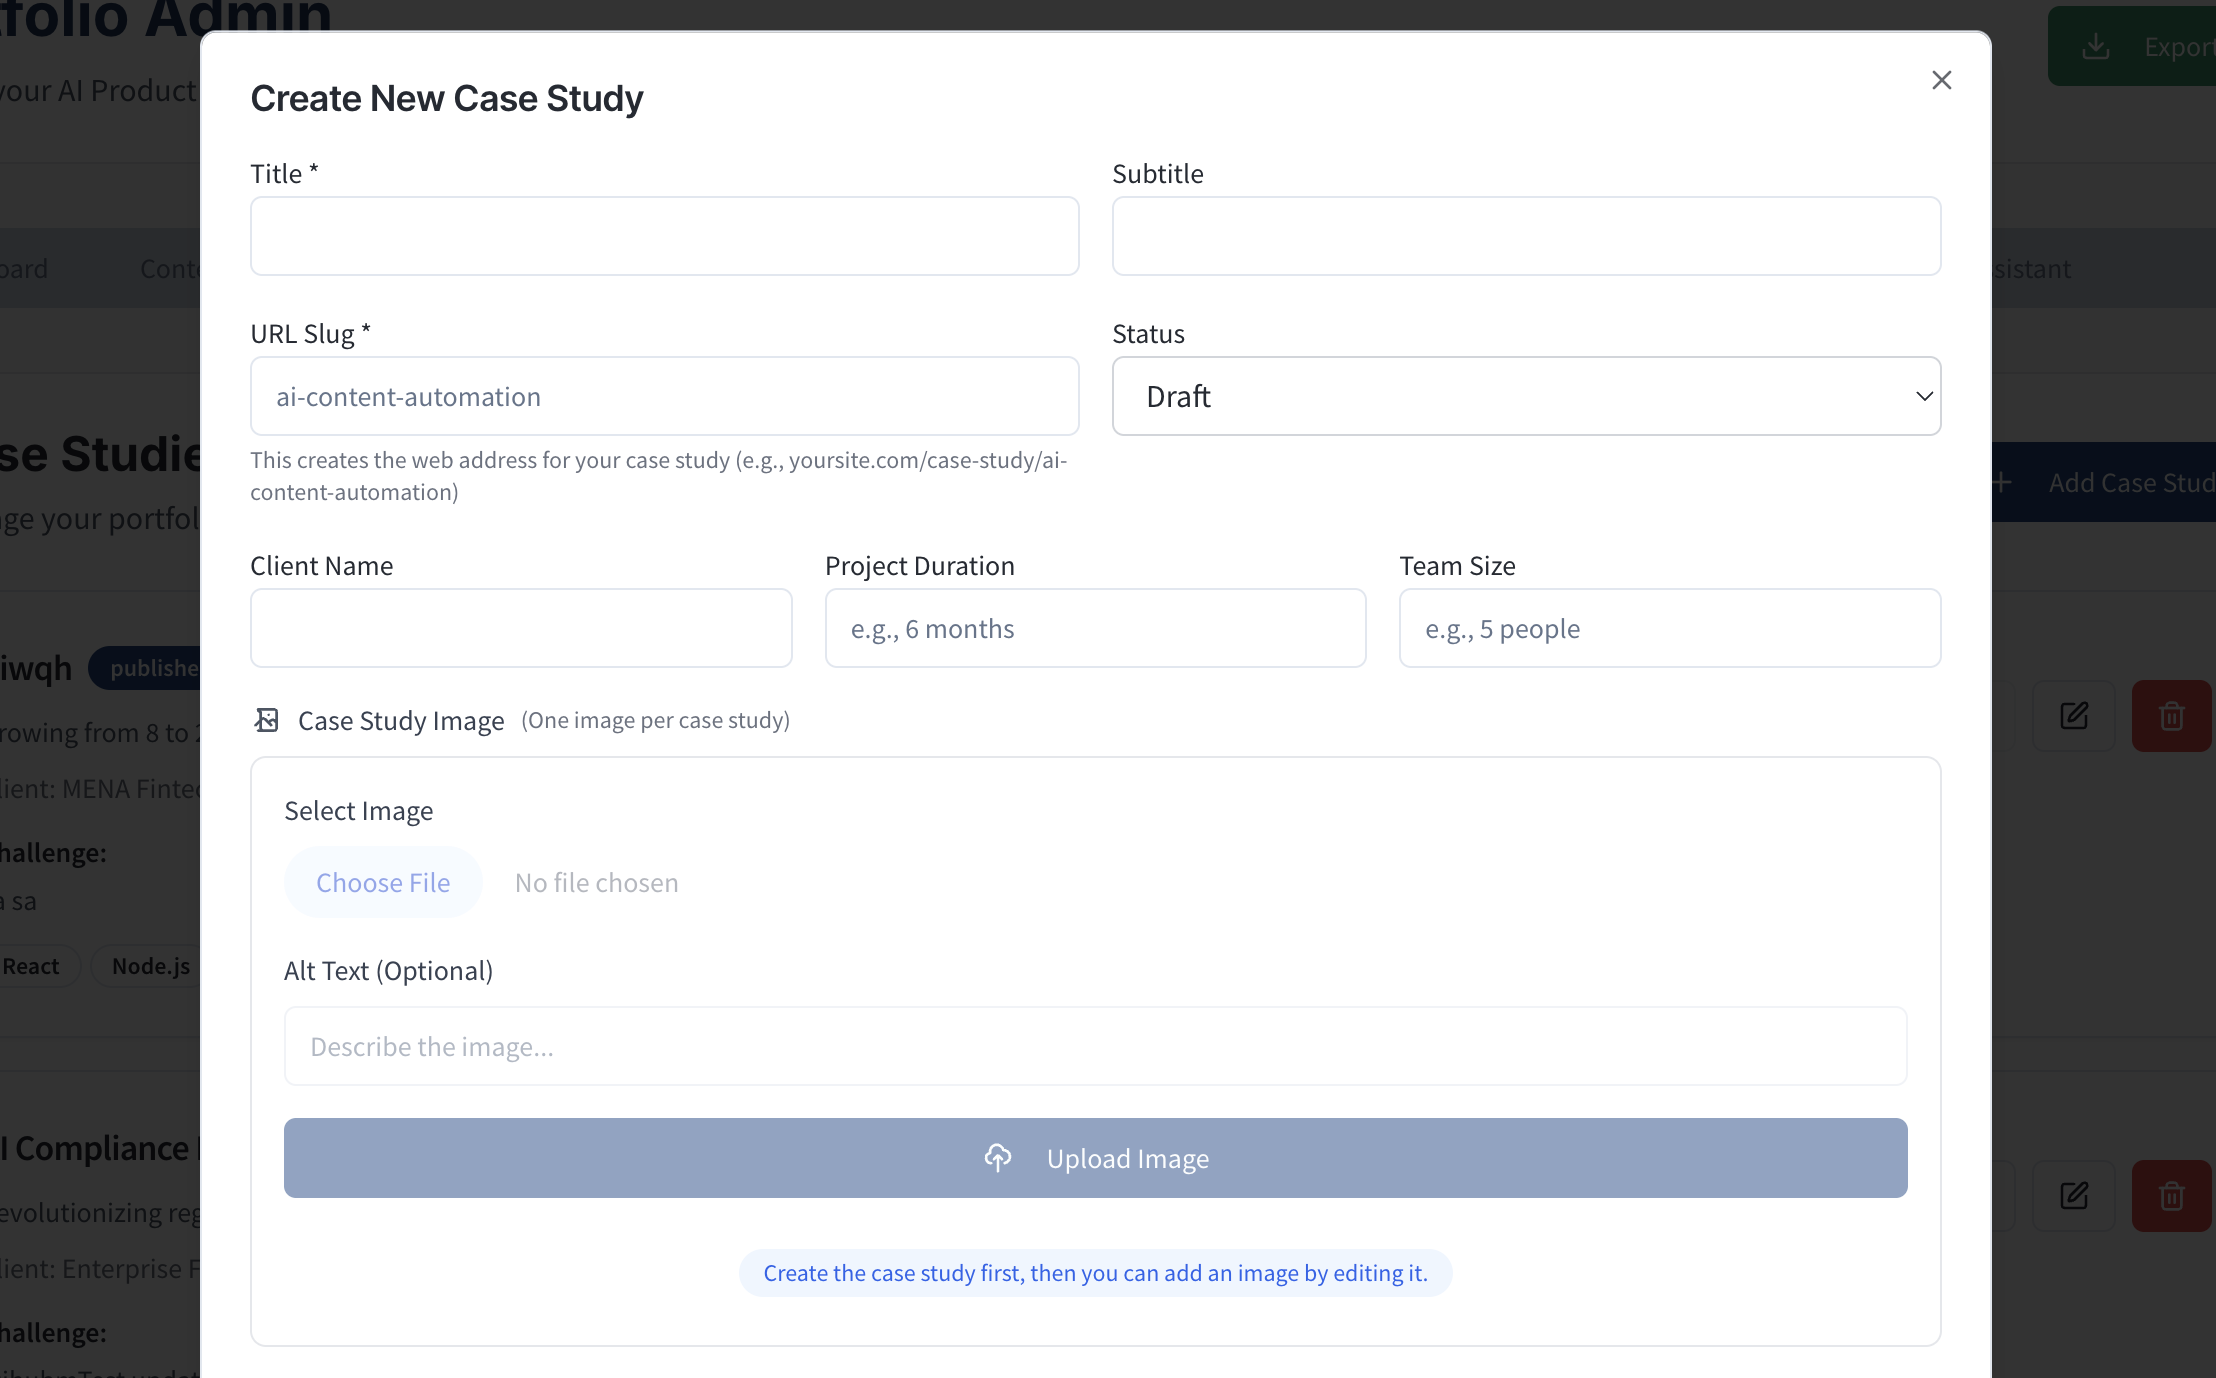 tfolio Admin
your AI Product
Export
Create New Case Study
Title *
Subtitle
oard
Conte
sistant
URL Slug *
Status
ai-content-automation
Draft
This creates the web address for your case study (e.g., yoursite.com/case-study/ai-
content-automation)
se Studie
ge your portfol
Add Case Stud
Client Name
Project Duration
Team Size
e.g., 6 months
e.g., 5 people
iwqh
publishe
rowing from 8 to 2
lient: MENA Fintec
hallenge:
a sa
React
Node.js
Case Study Image (One image per case study)
Select Image
Choose File
No file chosen
Alt Text (Optional)
Describe the image...
Upload Image
Create the case study first, then you can add an image by editing it.
I Compliance
evolutionizing reg
lient: Enterprise F
hallenge: